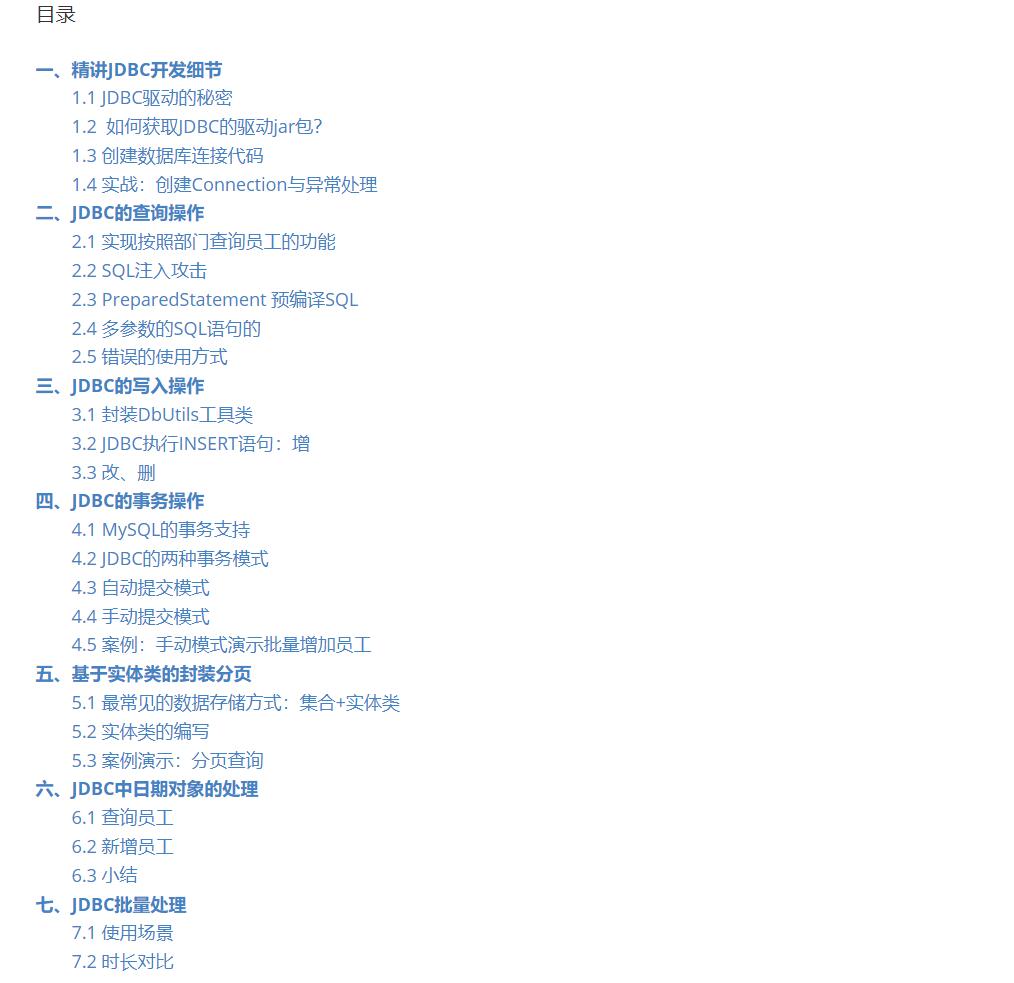 目录
一、精讲JDBC开发细节
1.1 JDBC驱动的秘密
1.2 如何获取JDBC的驱动jar包？
1.3 创建数据库连接代码
1.4 实战：创建Connection与异常处理
二、JDBC的查询操作
2.1 实现按照部门查询员工的功能
2.2 SQL注入攻击
2.3 PreparedStatement 预编译SQL
2.4 多参数的SQL语句的
2.5 错误的使用方式
三、JDBC的写入操作
3.1 封装DbUtils工具类
3.2 JDBC执行INSERT语句：增
3.3 改、删
四、JDBC的事务操作
4.1 MySQL的事务支持
4.2 JDBC的两种事务模式
4.3 自动提交模式
4.4 手动提交模式
4.5 案例：手动模式演示批量增加员工
五、基于实体类的封装分页
5.1 最常见的数据存储方式：集合+实体类
5.2 实体类的编写
5.3 案例演示：分页查询
六、JDBC中日期对象的处理
6.1 查询员工
6.2 新增员工
6.3 小结
七、JDBC批量处理
7.1 使用场景
7.2 时长对比